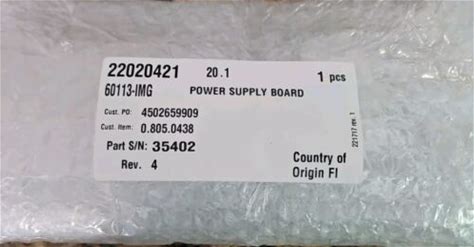 22020421 20.1 1 pcs
60113-IMG POWER SUPPLY BOARD
Cust. PO: 4502659909
Cust. Item: 0.805.0438
Part S/N: 35402
Rev. 4
Country of
Origin FI
221717 rev. 1